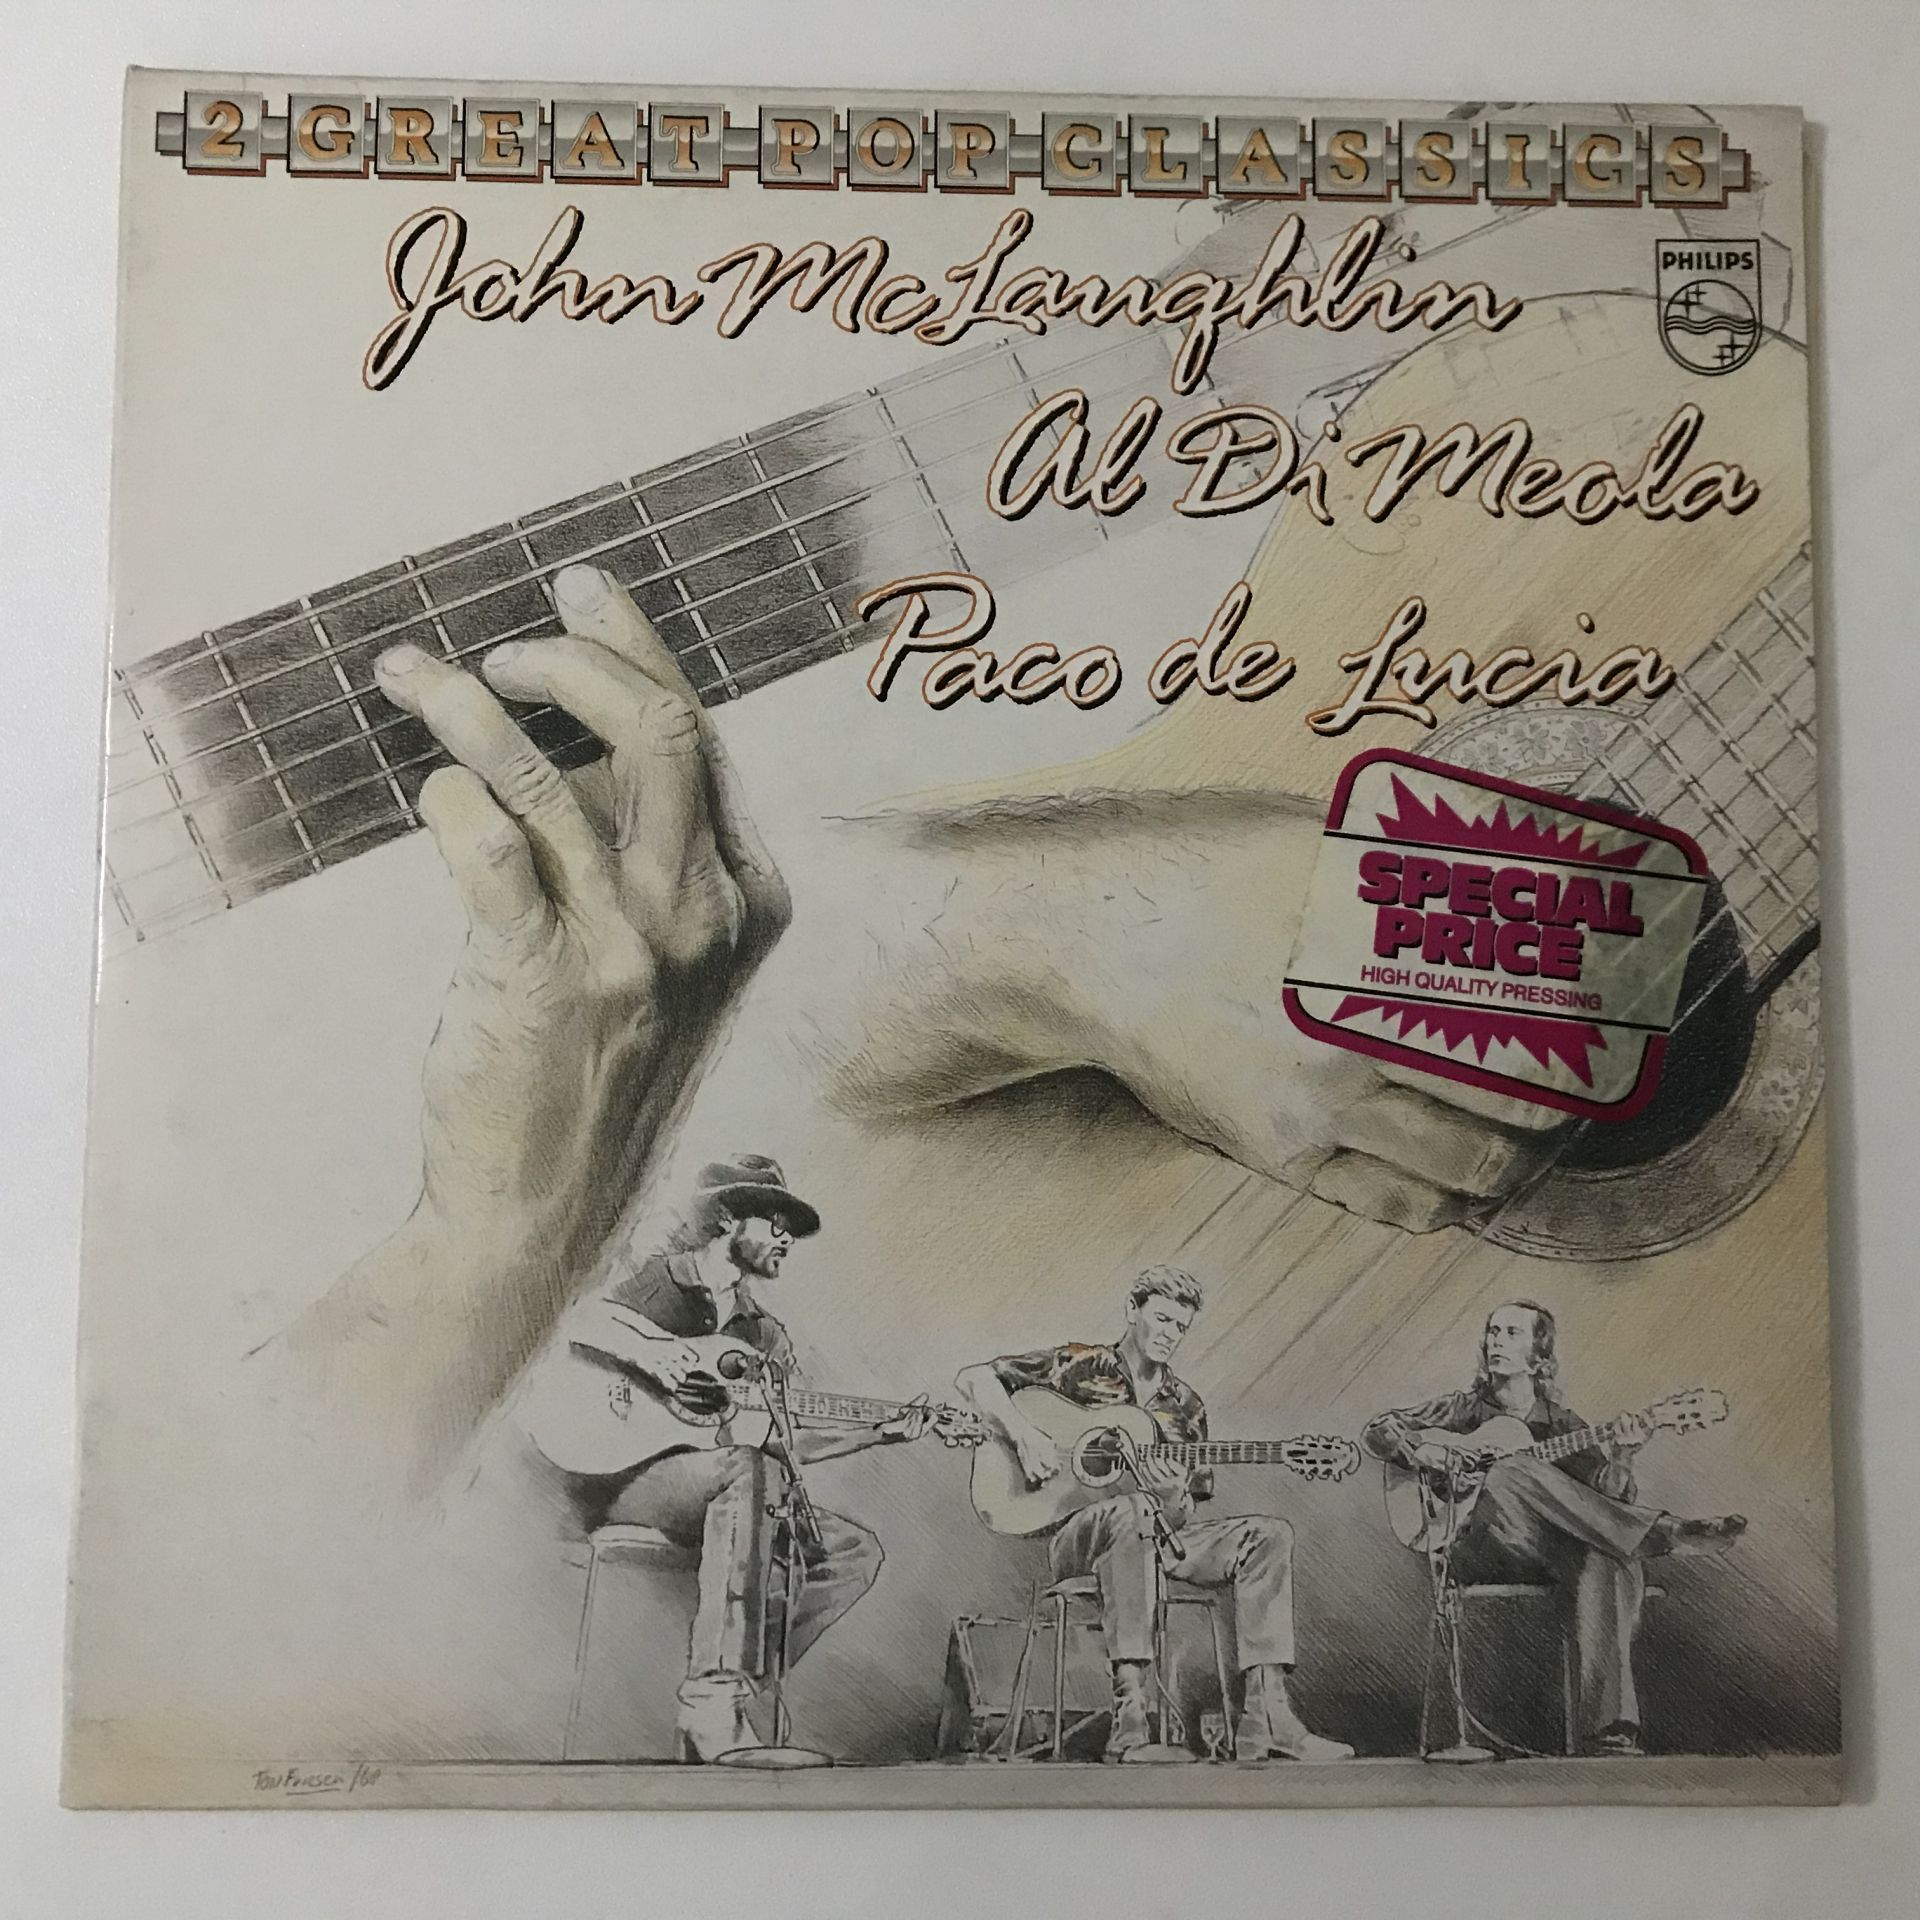 2 GREAT POP CLASSICS
John McLaughlin
PHILIPS
Al Di Meola
Paco de Lucia
SPECIAL
PRICE
HIGH QUALITY PRESSING